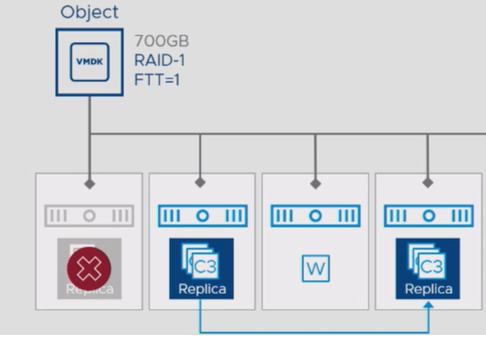 Object
VMDK
700GB
RAID-1
FTT=1
Replica
C3
Replica
W
C3
Replica